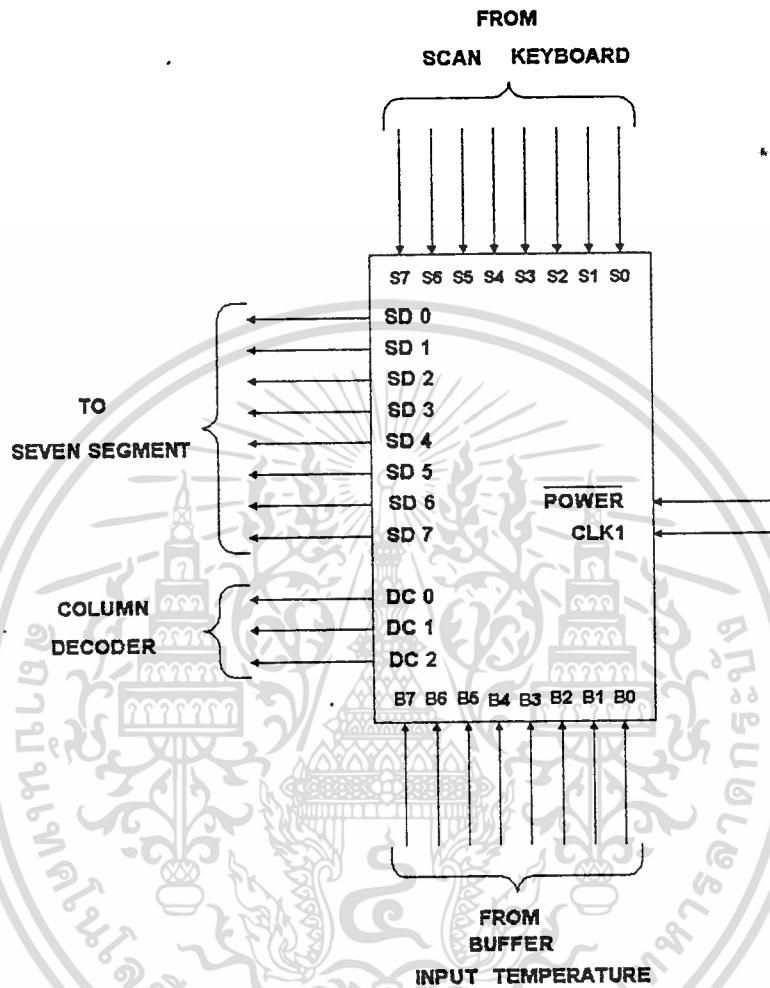 FROM
SCAN KEYBOARD
S7 S6 S5 S4 S3 S2 S1 S0
SD 0
SD 1
SD 2
SD 3
SD 4
SD 5
SD 6
SD 7
TO
SEVEN SEGMENT
POWER
CLK1
DC 0
DC 1
DC 2
COLUMN
DECODER
B7 B6 B5 B4 B3 B2 B1 B0
FROM
BUFFER
INPUT TEMPERATURE